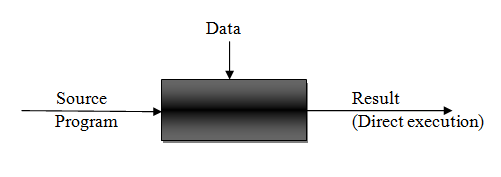 Data
Source
Program
Result
(Direct execution)